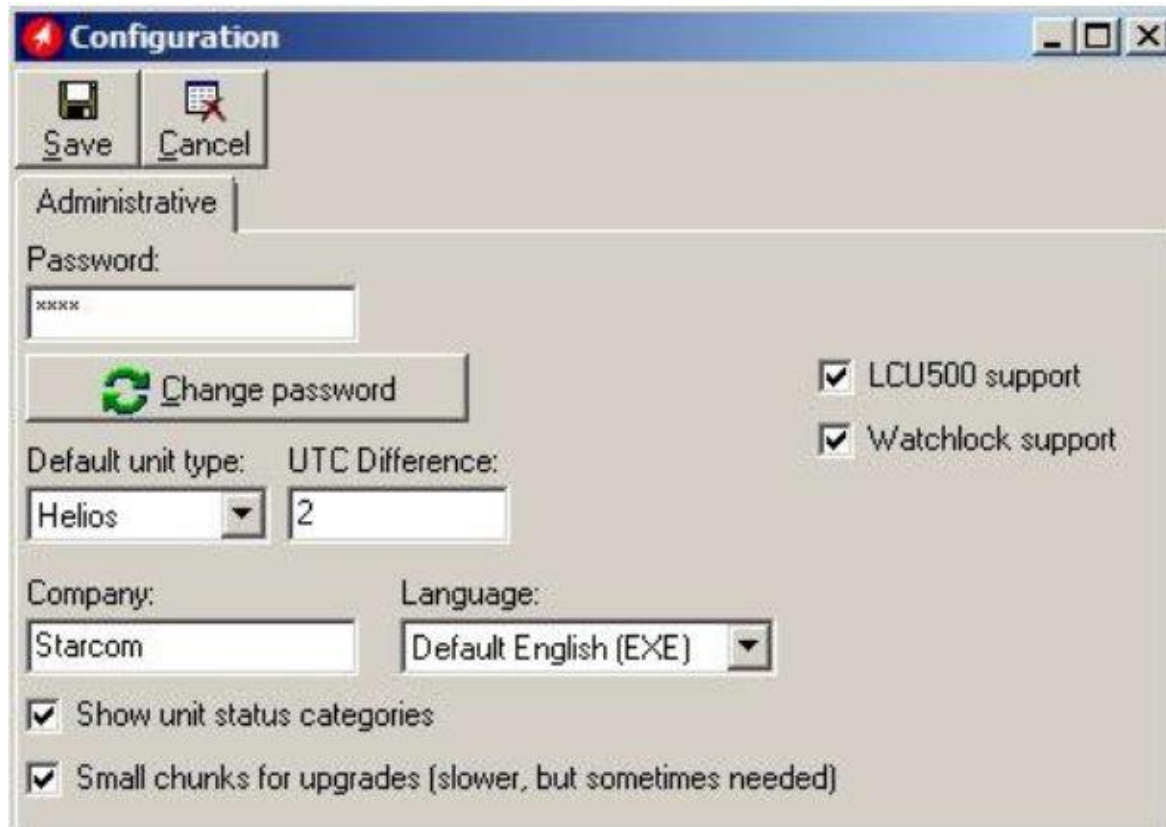 Configuration
Save Cancel
Administrative
Password:
xxxx
Change password
LCU500 support
Watchlock support
Default unit type: UTC Difference:
Helios 2
Company: Language:
Starcom Default English (EXE)
Show unit status categories
Small chunks for upgrades (slower, but sometimes needed)